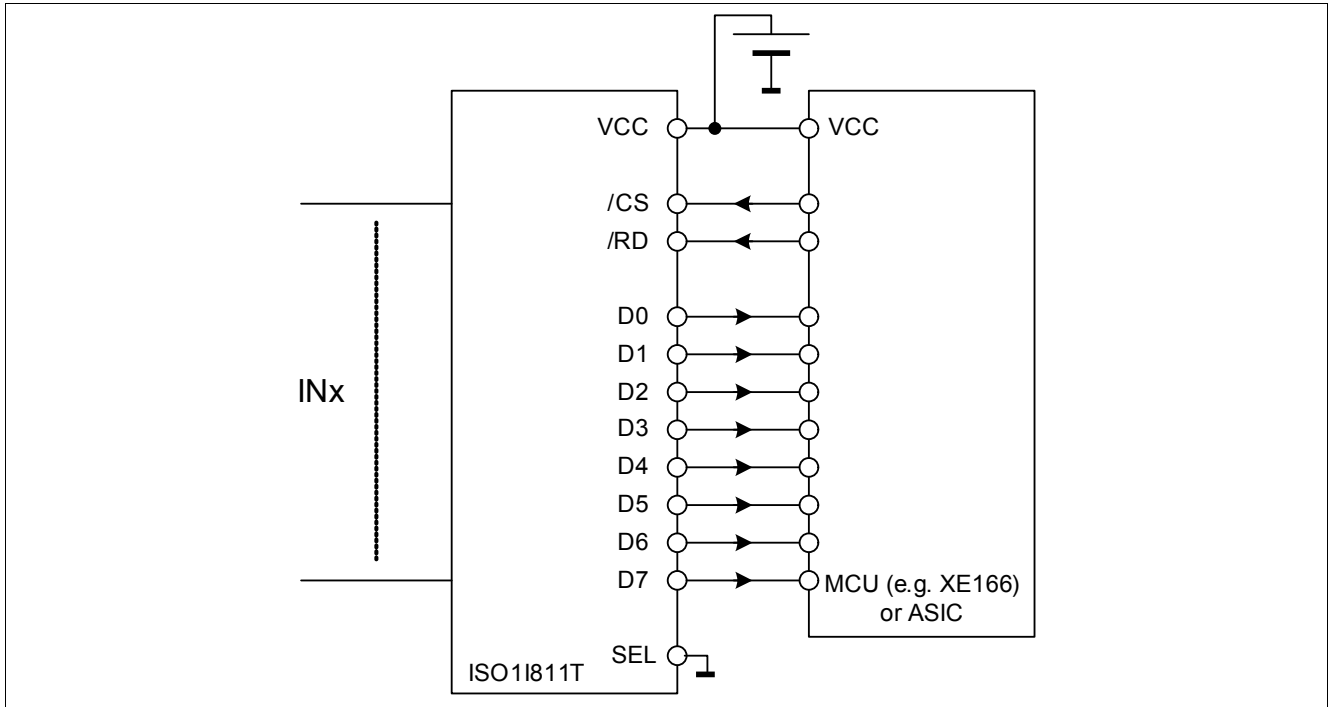 VCC
VCC
/CS
/RD
D0
D1
D2
INx
D3
D4
D5
D6
D7
MCU (e.g. XE166)
or ASIC
SEL
ISO1I811T